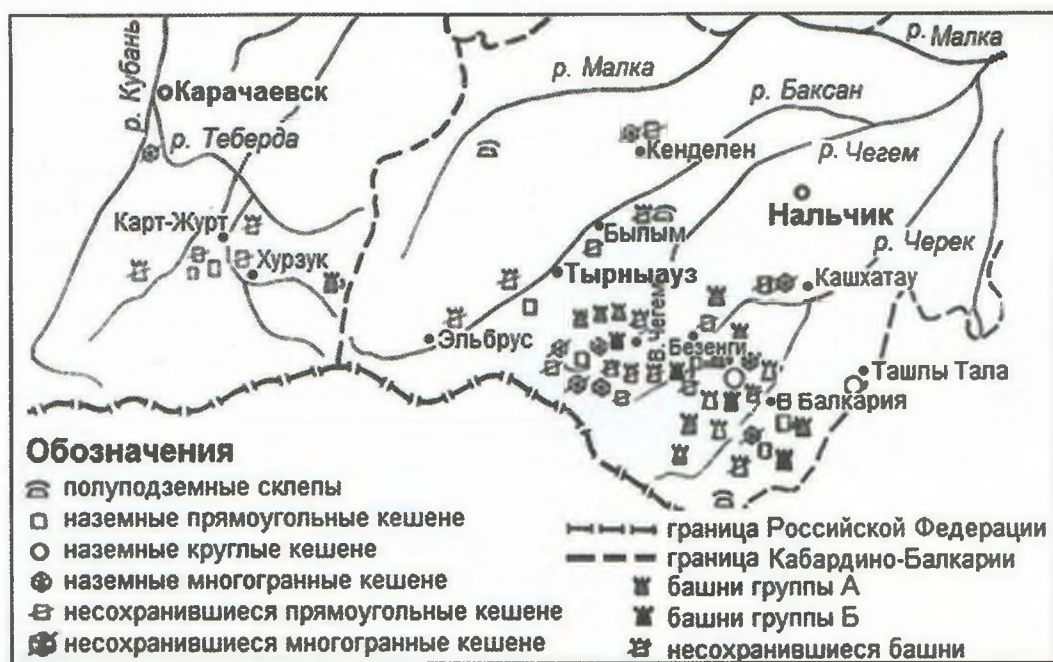 р. Кубань
Карачаевск
р. Теберда
р. Малка
р. Малка
р. Баксан
Кенделен
р. Чегем
Нальчик
р. Черек
Карт-Журт
Хурзук
Былым
Тырныауз
Кашхатау
В. Чегем
Безенги
Эльбрус
Ташлы Тала
В Балкария
Обозначения
полуподземные склепы
наземные прямоугольные кешене
наземные круглые кешене
наземные многогранные кешене
несохранившиеся прямоугольные кешене
несохранившиеся многогранные кешене
граница Российской Федерации
граница Кабардино-Балкарии
башни группы А
башни группы Б
несохранившиеся башни